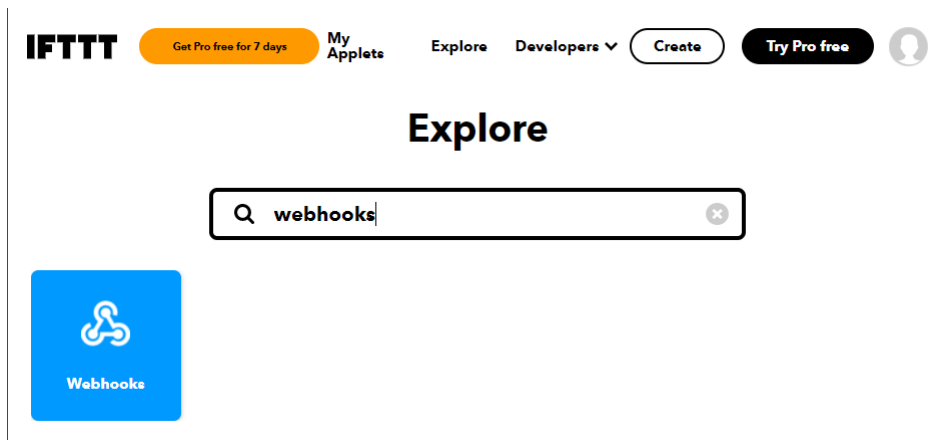 IFTTT
Get Pro free for 7 days
My
Applets
Explore
Developers
Create
Try Pro free
Explore
webhooks
Webhooks